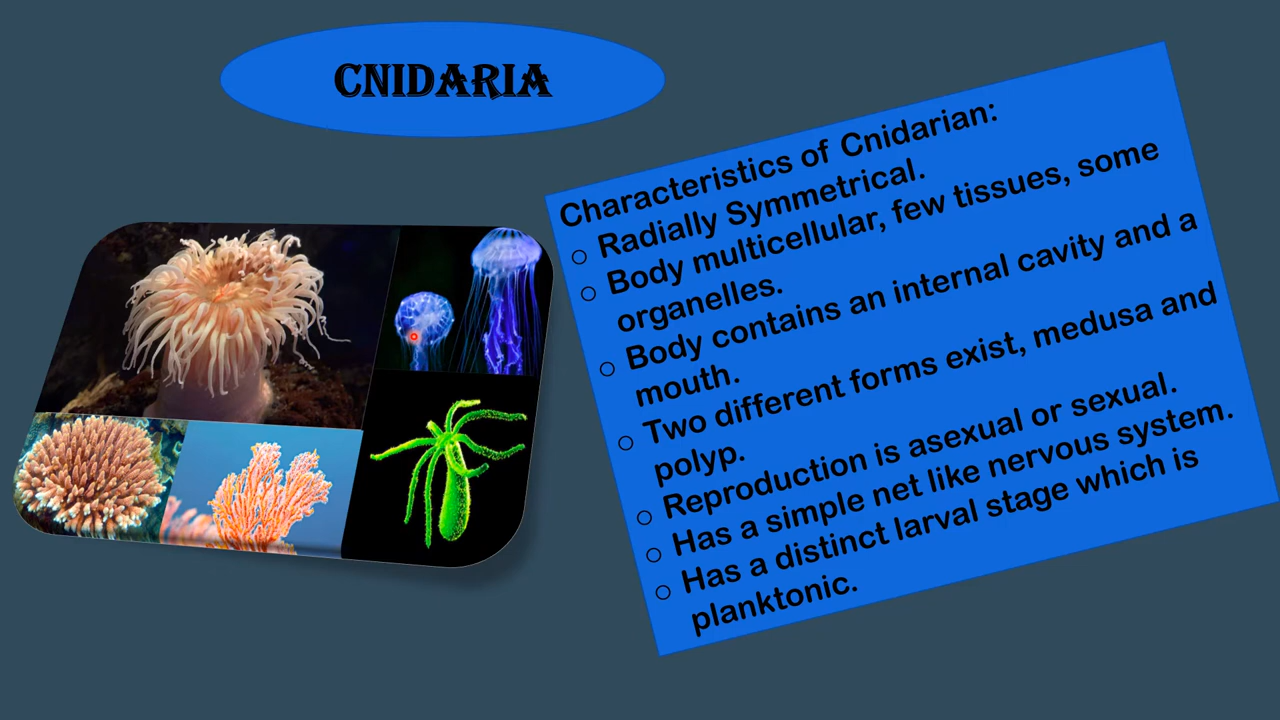 CNIDARIA
Characteristics of Cnidarian:
○ Radially Symmetrical.
○ Body multicellular, few tissues, some
organelles.
○ Body contains an internal cavity and a
mouth.
○ Two different forms exist, medusa and
polyp.
○ Reproduction is asexual or sexual.
○ Has a simple net like nervous system.
○ Has a distinct larval stage which is
planktonic.